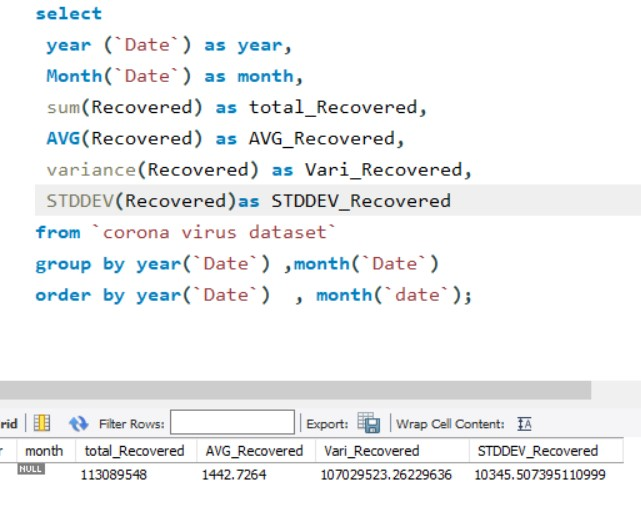 select
year (`Date`) as year,
Month(`Date`) as month,
sum(Recovered) as total_Recovered,
AVG(Recovered) as AVG_Recovered,
variance(Recovered) as Vari_Recovered,
STDDEV(Recovered)as STDDEV_Recovered
from `corona virus dataset`
group by year(`Date`) ,month(`Date`)
order by year(`Date`)  , month(`date`);
rid Filter Rows: Export: Wrap Cell Content: IA
r month total_Recovered AVG_Recovered Vari_Recovered STDDEV_Recovered
NULL 113089548 1442.7264 107029523.26229636 10345.507395110999